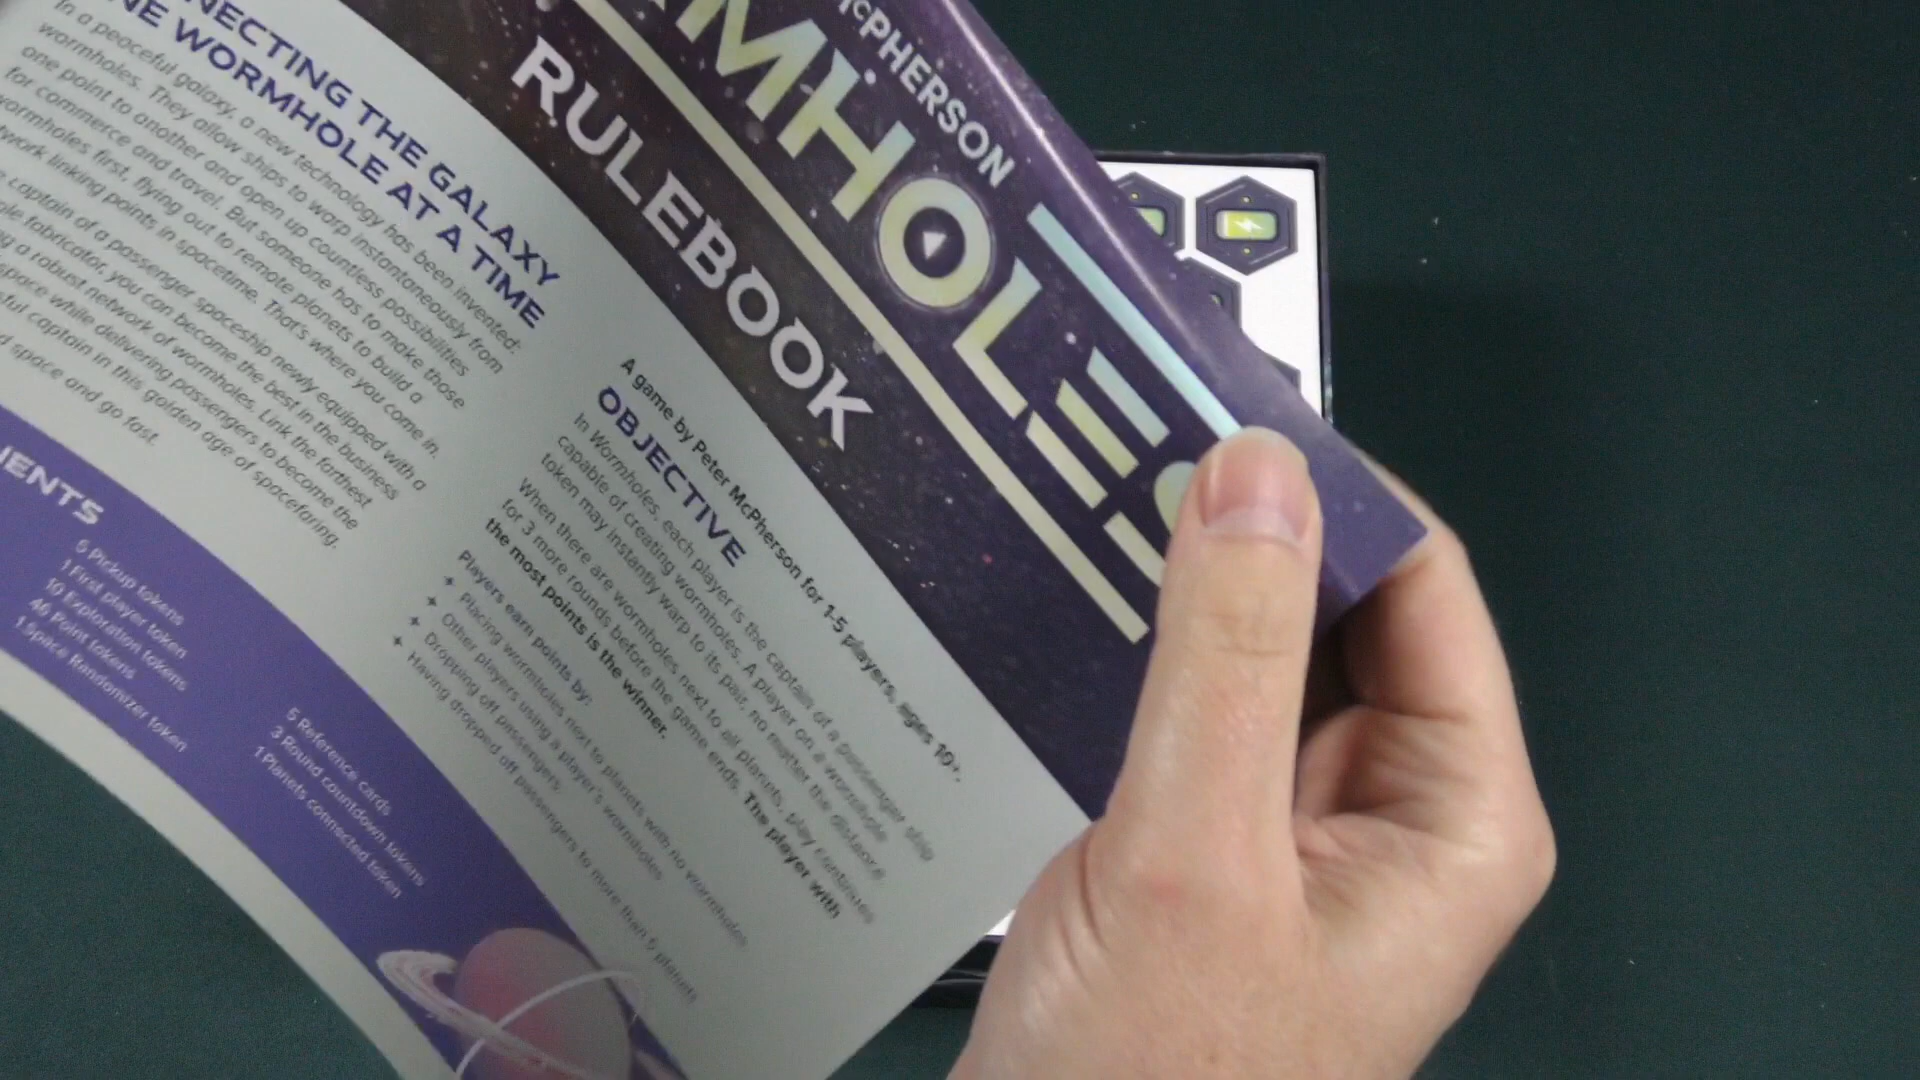 McPHERSON
RMHOLES
RULEBOOK
NNECTING THE GALAXY
NE WORMHOLE AT A TIME
In a peaceful galaxy, a new technology has been invented:
wormholes. They allow ships to warp instantaneously from
one point to another and open up countless possibilities
for commerce and travel. But someone has to make those
wormholes first, flying out to remote planets to build a
work linking points in spacetime. That's where you come in.
captain of a passenger spaceship newly equipped with a
ole fabricator, you can become the best in the business
g a robust network of wormholes. Link the farthest
space while delivering passengers to become the
ful captain in this golden age of spacefaring.
d space and go fast.
A game by Peter McPherson for 1-5 players, ages 10+.
OBJECTIVE
In Wormholes, each player is the captain of a passenger ship
capable of creating wormholes. A player on a wormhole
token may instantly warp to its pair, no matter the distance.
When there are wormholes next to all planets, play continues
for 3 more rounds before the game ends. The player with
the most points is the winner.
Players earn points by:
Placing wormholes next to planets with no wormholes
Other players using a player's wormholes
Dropping off passengers
Having dropped off passengers to more than 5 planets
NENTS
6 Pickup tokens
1 First player token
10 Exploration tokens
46 Point tokens
1 Space Randomizer token
5 Reference cards
3 Round countdown tokens
1 Planets connected token